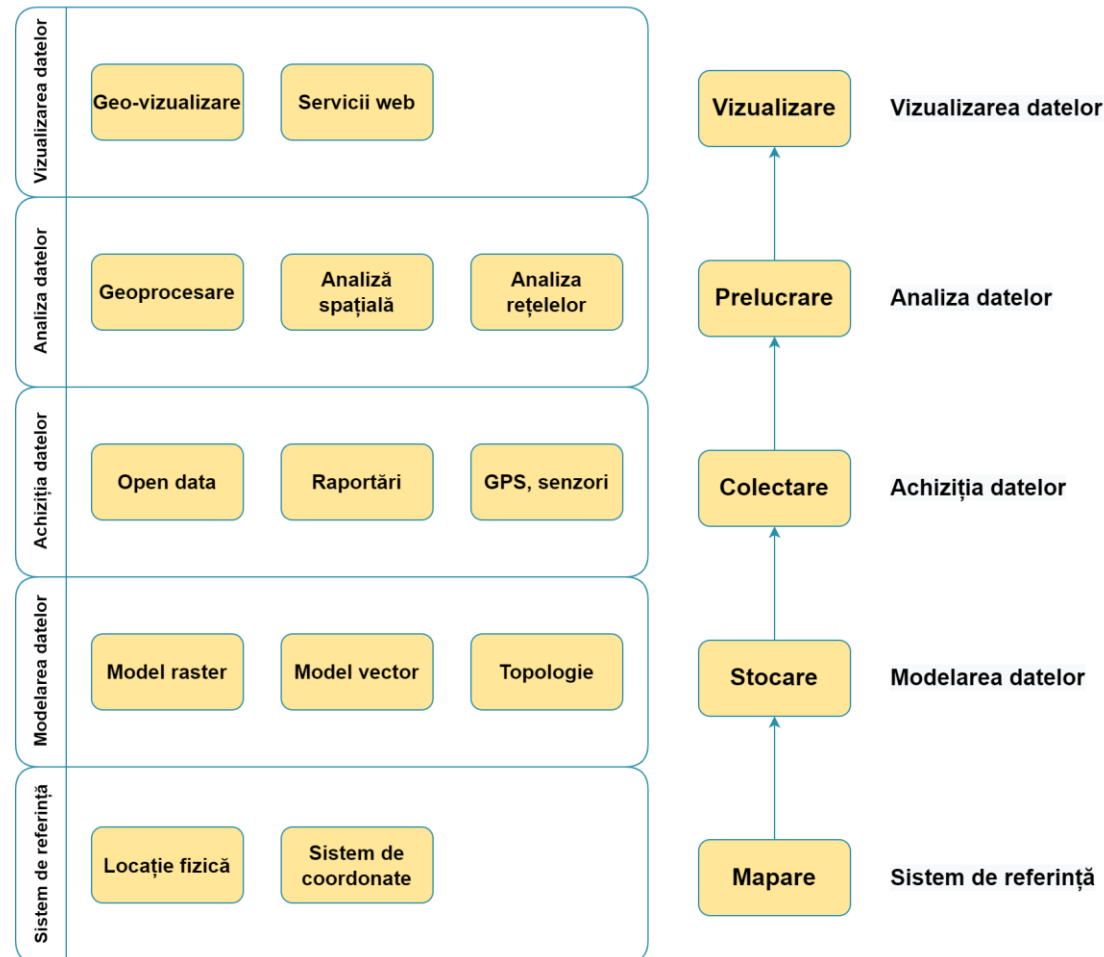 Vizualizarea datelor
Geo-vizualizare
Servicii web
Vizualizare
Vizualizarea datelor
Analiza datelor
Geoprocesare
Analiză
spațială
Analiza
rețelelor
Prelucrare
Analiza datelor
Achiziția datelor
Open data
Raportări
GPS, senzori
Colectare
Achiziția datelor
Modelarea datelor
Model raster
Model vector
Topologie
Stocare
Modelarea datelor
Sistem de referință
Locație fizică
Sistem de
coordonate
Mapare
Sistem de referință